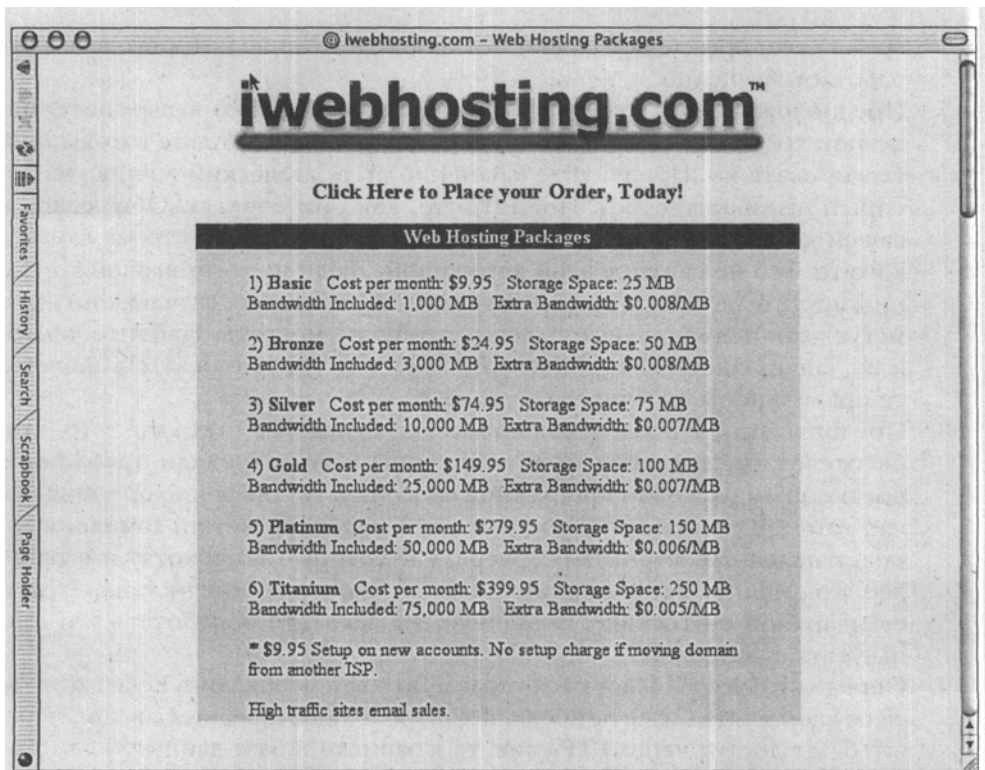 iwebhosting.com – Web Hosting Packages
iwebhosting.com™
Click Here to Place your Order, Today!
Web Hosting Packages
1) Basic Cost per month: $9.95 Storage Space: 25 MB
Bandwidth Included: 1,000 MB Extra Bandwidth: $0.008/MB
2) Bronze Cost per month: $24.95 Storage Space: 50 MB
Bandwidth Included: 3,000 MB Extra Bandwidth: $0.008/MB
3) Silver Cost per month: $74.95 Storage Space: 75 MB
Bandwidth Included: 10,000 MB Extra Bandwidth: $0.007/MB
4) Gold Cost per month: $149.95 Storage Space: 100 MB
Bandwidth Included: 25,000 MB Extra Bandwidth: $0.007/MB
5) Platinum Cost per month: $279.95 Storage Space: 150 MB
Bandwidth Included: 50,000 MB Extra Bandwidth: $0.006/MB
6) Titanium Cost per month: $399.95 Storage Space: 250 MB
Bandwidth Included: 75,000 MB Extra Bandwidth: $0.005/MB
* $9.95 Setup on new accounts. No setup charge if moving domain
from another ISP.
High traffic sites email sales.
Favorites
History
Search
Scrapbook
Page Holder